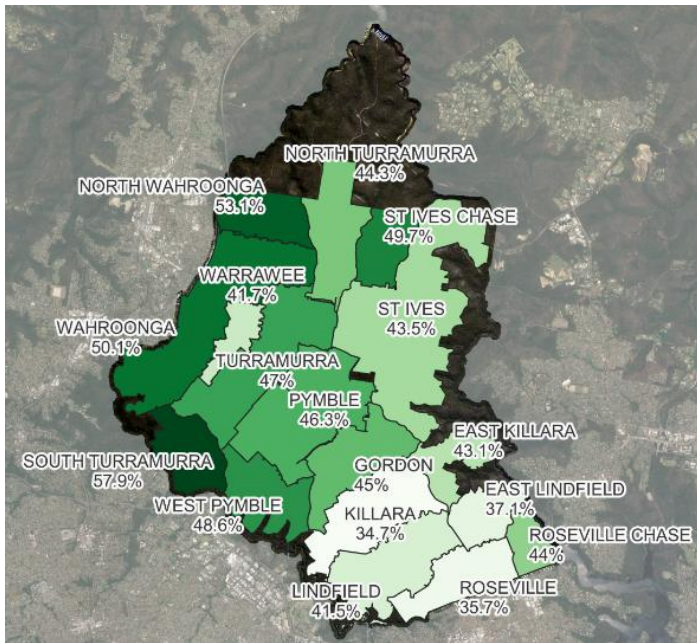 NORTH TURRAMURRA
44.3%
NORTH WAHROONGA
53.1%
ST IVES CHASE
49.7%
WARRAWEE
41.7%
ST IVES
43.5%
WAHROONGA
50.1%
TURRAMURRA
47%
PYMBLE
46.3%
EAST KILLARA
43.1%
SOUTH TURRAMURRA
57.9%
GORDON
45%
EAST LINDFIELD
37.1%
WEST PYMBLE
48.6%
KILLARA
34.7%
ROSEVILLE CHASE
44%
LINDFIELD
41.5%
ROSEVILLE
35.7%